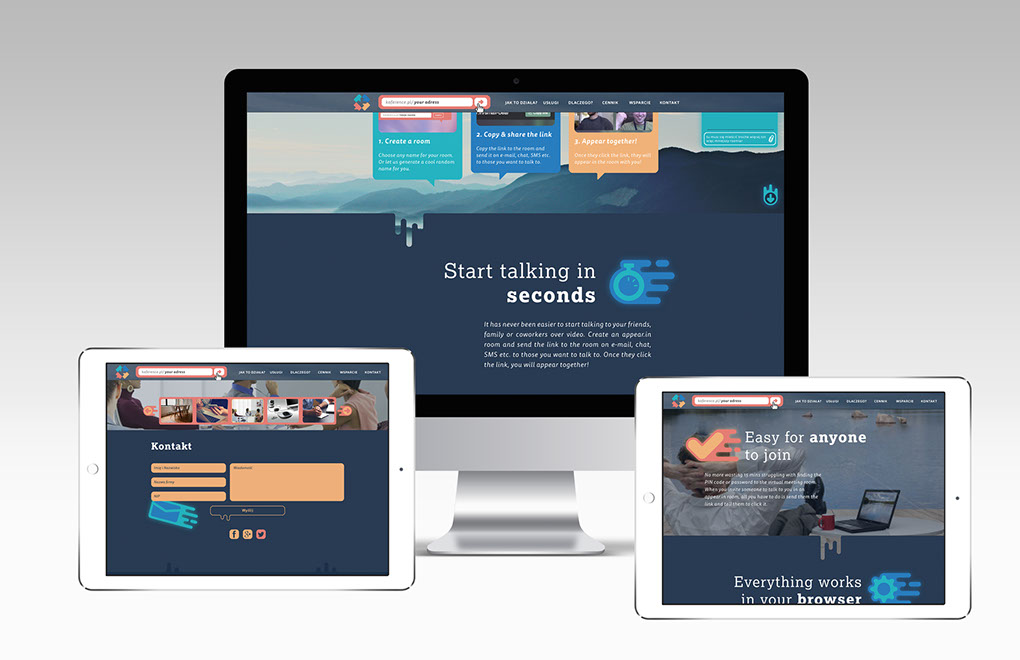 naférence.pl/ your adress
JAK TO DZIAŁA? USŁUGI DLACZEGO? CENNIK WSPARCIE KONTAKT
1. Create a room
Choose any name for your room.
Or let us generate a cool random
name for you.
2. Copy & share the link
Copy the link to the room and
send it on e-mail, chat, SMS etc.
to those you want to talk to.
3. Appear together!
Once they click the link, they will
appear in the room with you!
Start talking in
seconds
It has never been easier to start talking to your friends,
family or coworkers over video. Create an appear.in
room and send the link to the room on e-mail, chat,
SMS etc. to those you want to talk to. Once they click
the link, you will appear together!
your adress
JAK TO DZIAŁA? USŁUGI DLACZEGO? CENNIK WSPARCIE KONTAKT
Kontakt
Imię i Nazwisko
Nazwa firmy
NIP
Wiadomość
Wyślij
your adress
JAK TO DZIAŁA? USŁUGI DLACZEGO? CENNIK WSPARCIE KONTAKT
Easy for anyone
to join
No more wasting 10 mins struggling with finding the
PIN code or password to the virtual meeting room.
When you invite someone to talk to you in an
appear.in room, all you have to do is send them the
link and tell them to click it.
Everything works
in your browser